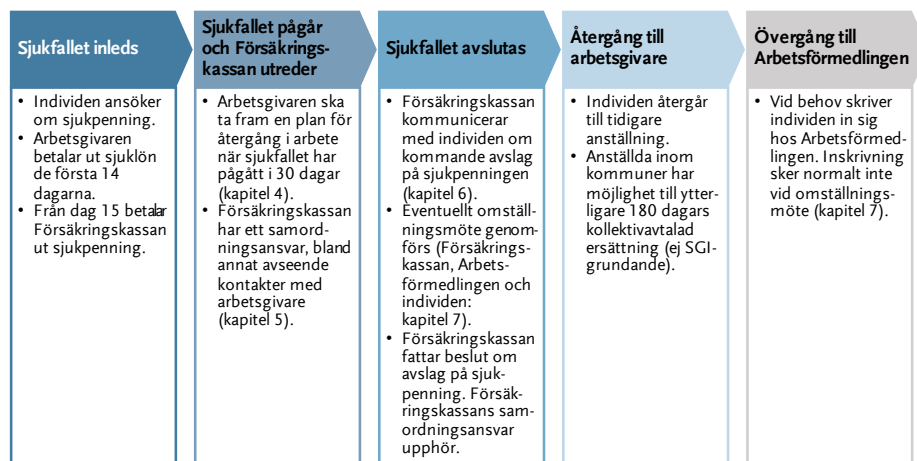 Sjukfallet inleds
• Individen ansöker
om sjukpenning.
• Arbetsgivaren
betalar ut sjuklön
de första 14
dagarna.
• Från dag 15 betalar
Försäkringskassan
ut sjukpenning.
Sjukfallet pågår
och Försäkrings-
kassan utreder
• Arbetsgivaren ska
ta fram en plan för
återgång i arbete
när sjukfallet har
pågått i 30 dagar
(kapitel 4).
• Försäkringskassan
har ett samord-
ningsansvar, bland
annat avseende
kontakter med
arbetsgivare
(kapitel 5).
Sjukfallet avslutas
• Försäkringskassan
kommunicerar
med individen om
kommande avslag
på sjukpenningen
(kapitel 6).
• Eventuellt omställ-
ningsmöte genom-
förs (Försäkrings-
kassan, Arbets-
förmedlingen och
individen:
kapitel 7).
• Försäkringskassan
fattar beslut om
avslag på sjuk-
penning. Försäk-
ringskassans sam-
ordningsansvar
upphör.
Återgång till
arbetsgivare
• Individen återgår
till tidigare
anställning.
• Anställda inom
kommuner har
möjlighet till ytter-
ligare 180 dagars
kollektivavtalad
ersättning (ej SGI-
grundande).
Övergång till
Arbetsförmedlingen
• Vid behov skriver
individen in sig
hos Arbetsförmed-
lingen. Inskrivning
sker normalt inte
vid omställnings-
möte (kapitel 7).